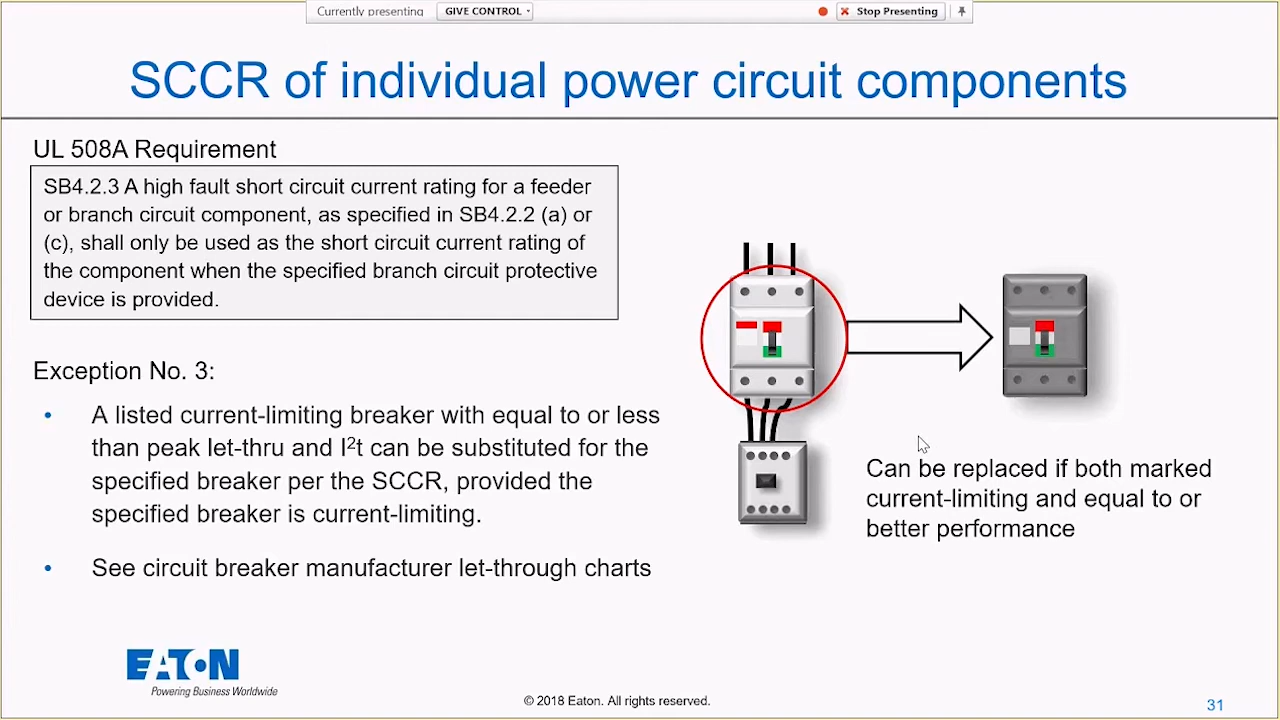 Currently presenting GIVE CONTROL Stop Presenting
SCCR of individual power circuit components
UL 508A Requirement
SB4.2.3 A high fault short circuit current rating for a feeder
or branch circuit component, as specified in SB4.2.2 (a) or
(c), shall only be used as the short circuit current rating of
the component when the specified branch circuit protective
device is provided.
Exception No. 3:
• A listed current-limiting breaker with equal to or less
than peak let-thru and I²t can be substituted for the
specified breaker per the SCCR, provided the
specified breaker is current-limiting.
• See circuit breaker manufacturer let-through charts
Can be replaced if both marked
current-limiting and equal to or
better performance
EATON
Powering Business Worldwide
© 2018 Eaton. All rights reserved.
31